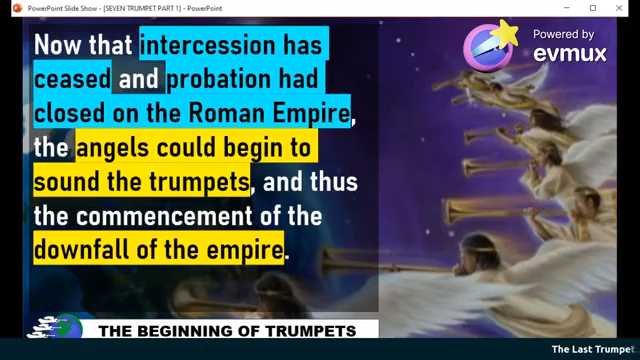 PowerPoint Slide Show - [SEVEN TRUMPET PART 1] - PowerPoint
Now that intercession has
ceased and probation had
closed on the Roman Empire,
the angels could begin to
sound the trumpets, and thus
the commencement of the
downfall of the empire.
Powered by
evmux
THE BEGINNING OF TRUMPETS
The Last Trumpet